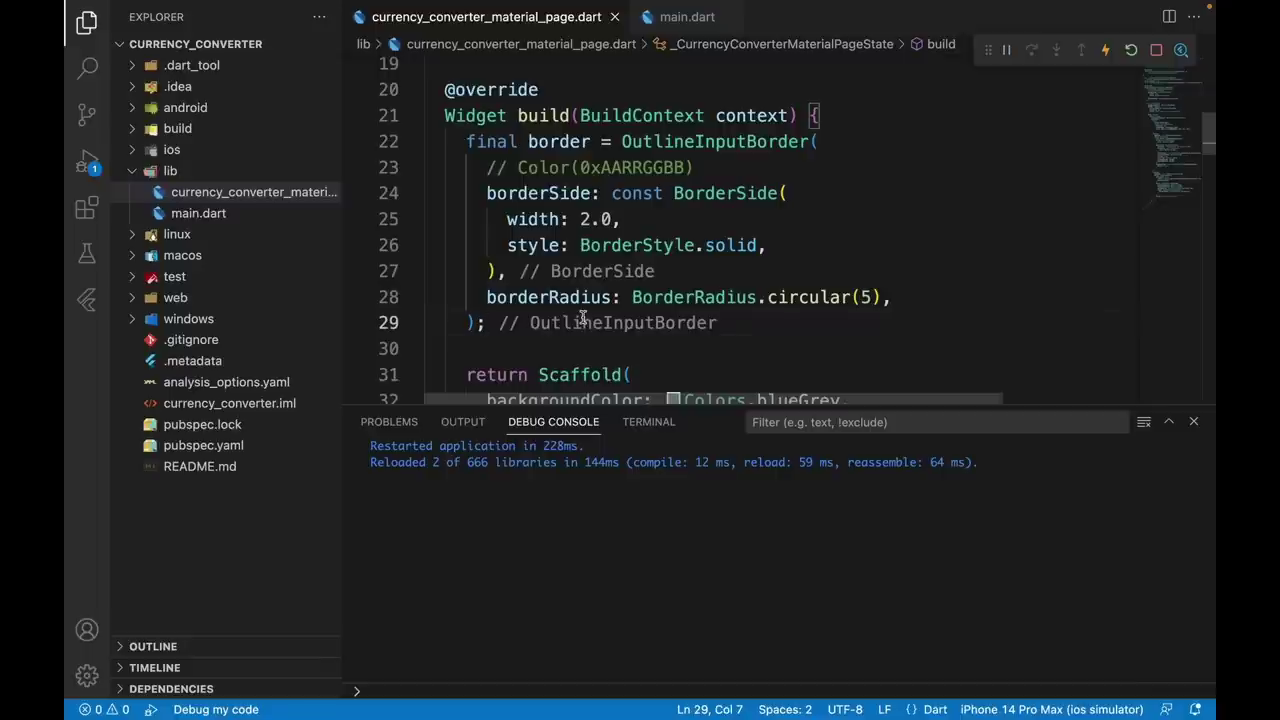 EXPLORER
CURRENCY_CONVERTER
.dart_tool
.idea
android
build
ios
lib
currency_converter_materi...
main.dart
linux
macos
test
web
windows
.gitignore
.metadata
analysis_options.yaml
currency_converter.iml
pubspec.lock
pubspec.yaml
README.md
OUTLINE
TIMELINE
DEPENDENCIES
1
currency_converter_material_page.dart
main.dart
lib > currency_converter_material_page.dart > _CurrencyConverterMaterialPageState > build
19
20 @override
21 Widget build(BuildContext context) {
22 final border = OutlineInputBorder(
23 // Color(0xAARRGGBB)
24 borderSide: const BorderSide(
25 width: 2.0,
26 style: BorderStyle.solid,
27 ), // BorderSide
28 borderRadius: BorderRadius.circular(5),
29 ); // OutlineInputBorder
30
31 return Scaffold(
32 backgroundColor: Colors.blueGrey,
PROBLEMS OUTPUT DEBUG CONSOLE TERMINAL Filter (e.g. text, !exclude)
Restarted application in 228ms.
Reloaded 2 of 666 libraries in 144ms (compile: 12 ms, reload: 59 ms, reassemble: 64 ms).
>
0 0 Debug my code Ln 29, Col 7 Spaces: 2 UTF-8 LF {} Dart iPhone 14 Pro Max (ios simulator)